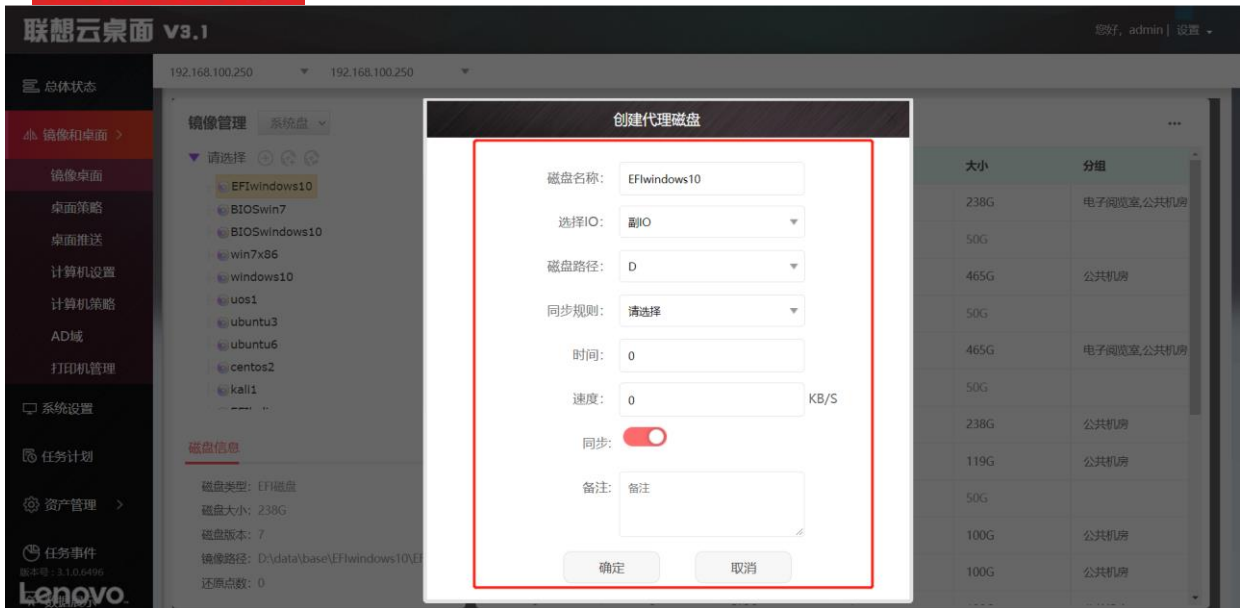 联想云桌面 V3.1
您好, admin | 设置
192.168.100.250
192.168.100.250
总体状态
镜像和桌面 >
镜像桌面
桌面策略
桌面推送
计算机设置
计算机策略
AD域
打印机管理
系统设置
任务计划
资产管理 >
任务事件
版本号：3.1.0.6496
Lenovo
镜像管理 系统盘
请选择
EFIwindows10
BIOSwin7
BIOSwindows10
win7x86
windows10
uos1
ubuntu3
ubuntu6
centos2
kali1
磁盘信息
磁盘类型：EFI磁盘
磁盘大小：238G
磁盘版本：7
镜像路径：D:\data\base\EFIwindows10\EF
还原点数：0
创建代理磁盘
磁盘名称： EFIwindows10
选择IO： 副IO
磁盘路径： D
同步规则： 请选择
时间： 0
速度： 0 KB/S
同步：
备注： 备注
确定 取消
...
大小 分组
238G 电子阅览室,公共机房
50G
465G 公共机房
50G
465G 电子阅览室,公共机房
50G
238G 公共机房
119G 公共机房
50G
100G 公共机房
100G 公共机房